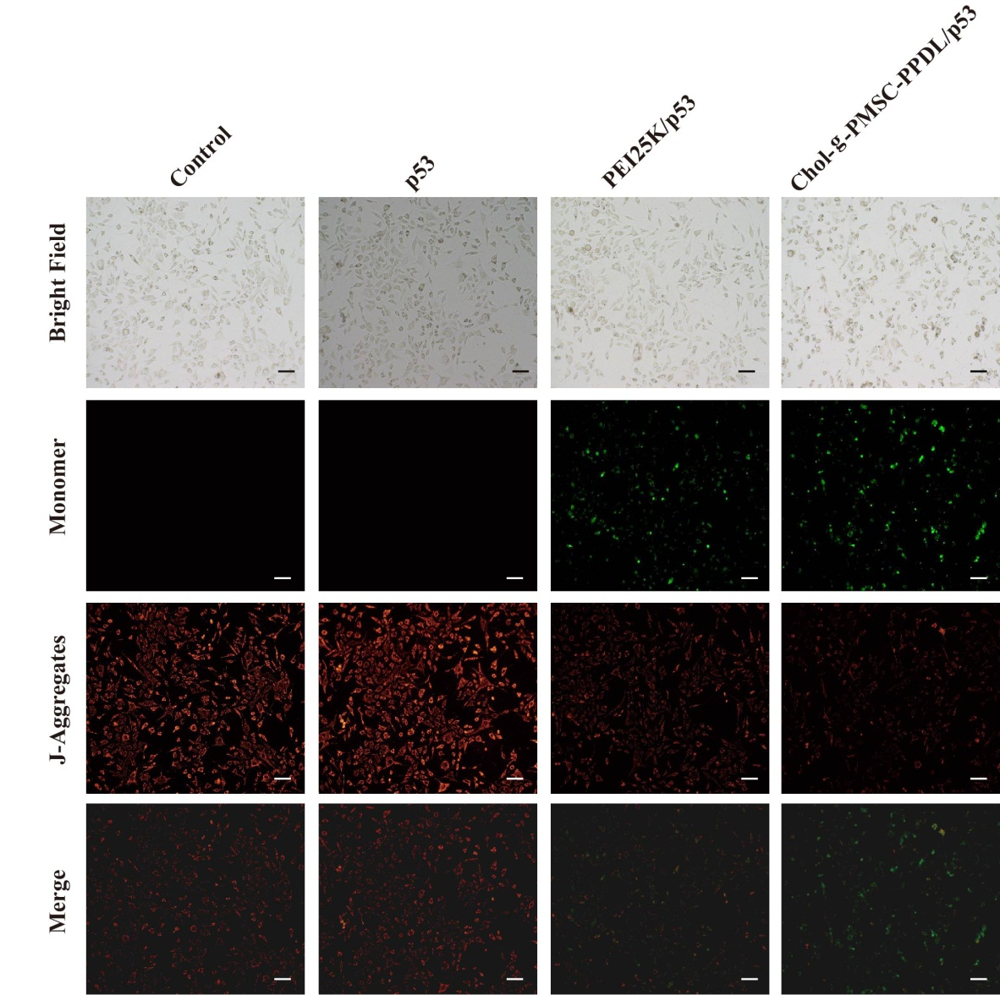 Control
p53
PEI25K/p53
Chol-g-PMSC-PPDL/p53
Bright Field
Monomer
J-Aggregates
Merge